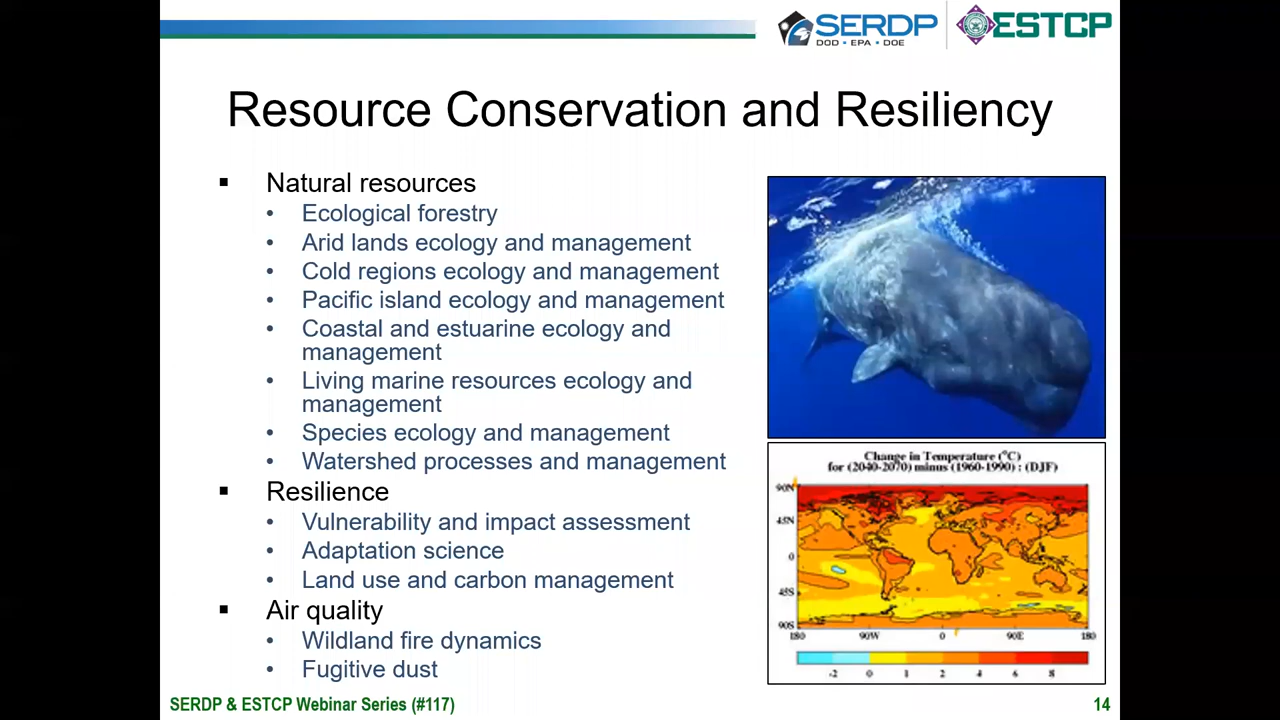 SERDP
DOD • EPA • DOE
ESTCP
Resource Conservation and Resiliency
▪ Natural resources
• Ecological forestry
• Arid lands ecology and management
• Cold regions ecology and management
• Pacific island ecology and management
• Coastal and estuarine ecology and
management
• Living marine resources ecology and
management
• Species ecology and management
• Watershed processes and management
▪ Resilience
• Vulnerability and impact assessment
• Adaptation science
• Land use and carbon management
▪ Air quality
• Wildland fire dynamics
• Fugitive dust
Change in Temperature (°C)
for (2040-2070) minus (1960-1990) : (DJF)
90N
45N
0
45S
90S
180 90W 0 90E 180
-2 0 1 2 4 6 8
SERDP & ESTCP Webinar Series (#117)
14